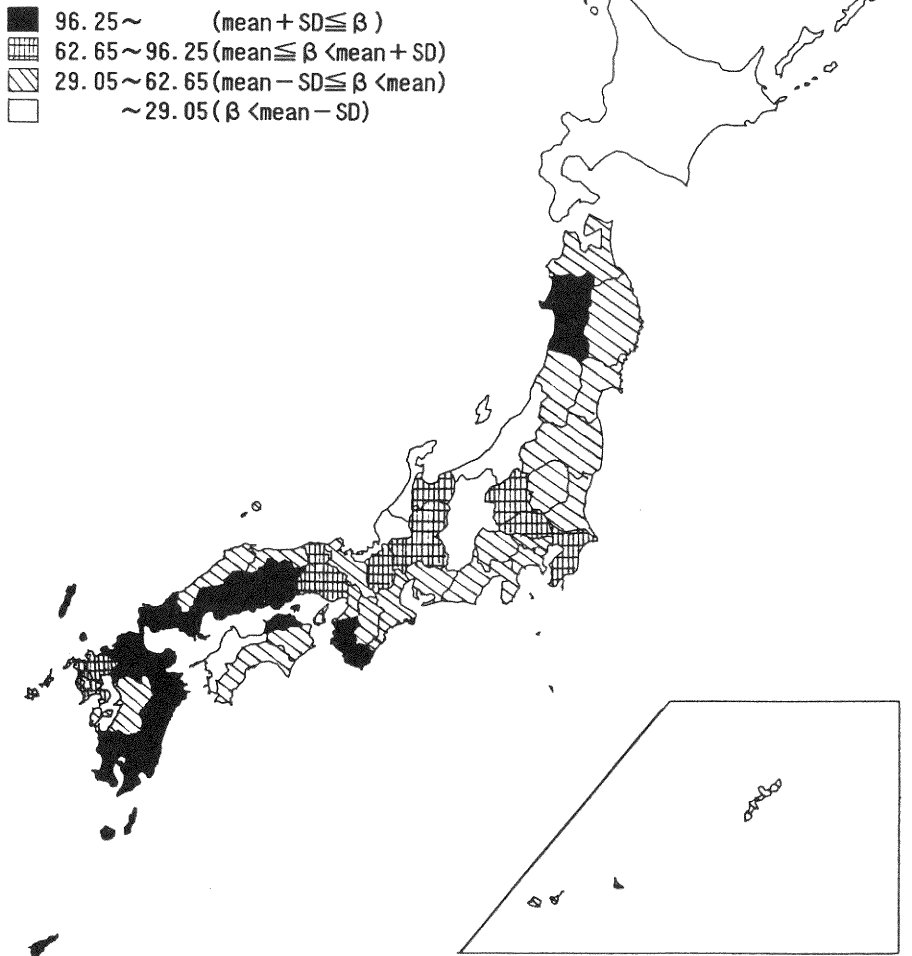 96.25～ (mean+SD≦β)
62.65～96.25(mean≦β<mean+SD)
29.05～62.65(mean－SD≦β<mean)
～29.05(β<mean－SD)